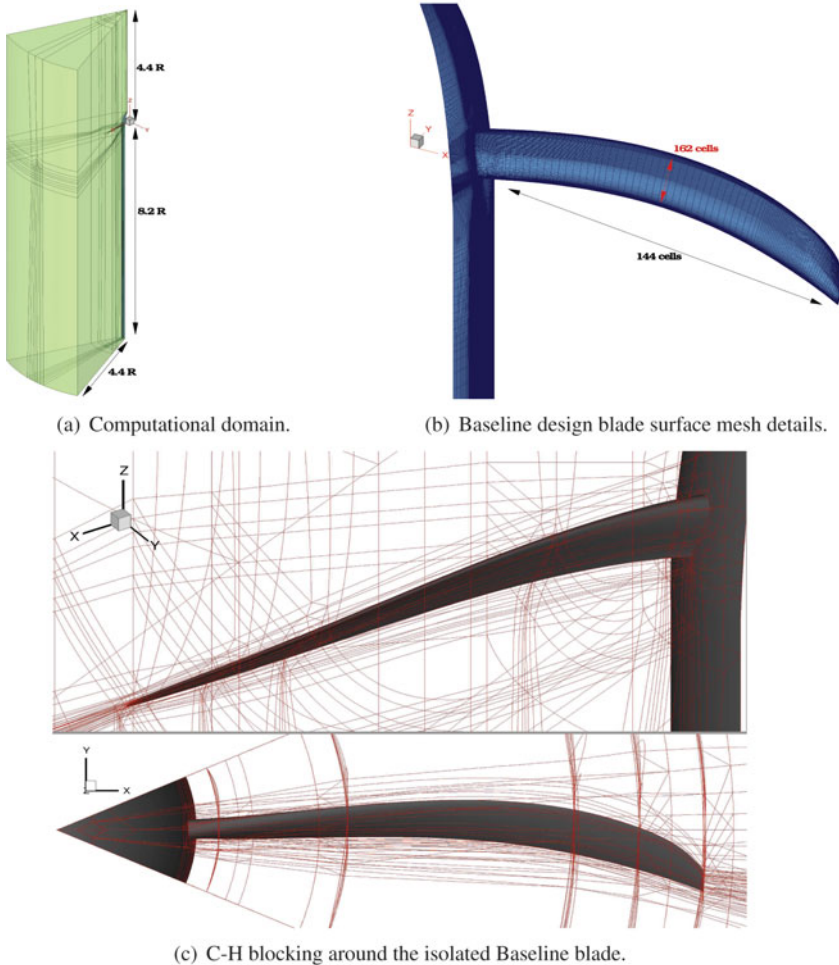 4.4 R
8.2 R
4.4 R
Z
Y
X
162 cells
144 cells
(a) Computational domain.
(b) Baseline design blade surface mesh details.
Z
X
Y
Y
X
(c) C-H blocking around the isolated Baseline blade.